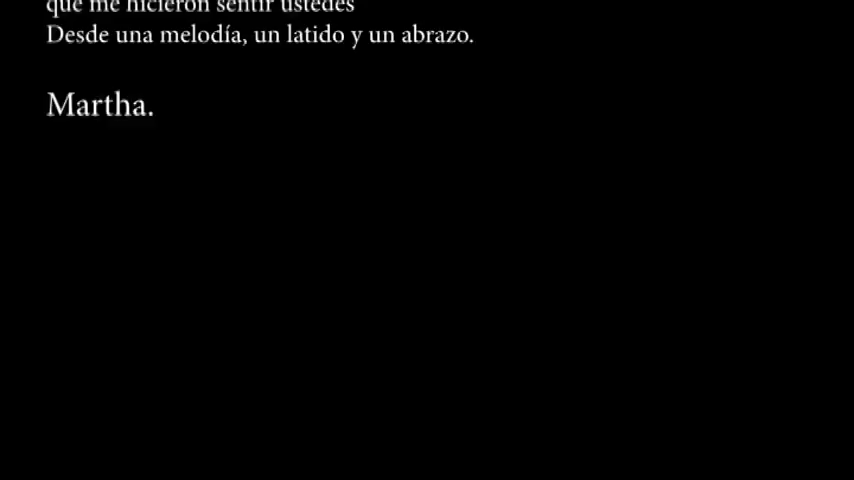 que me hicieron sentir ustedes
Desde una melodía, un latido y un abrazo.
Martha.